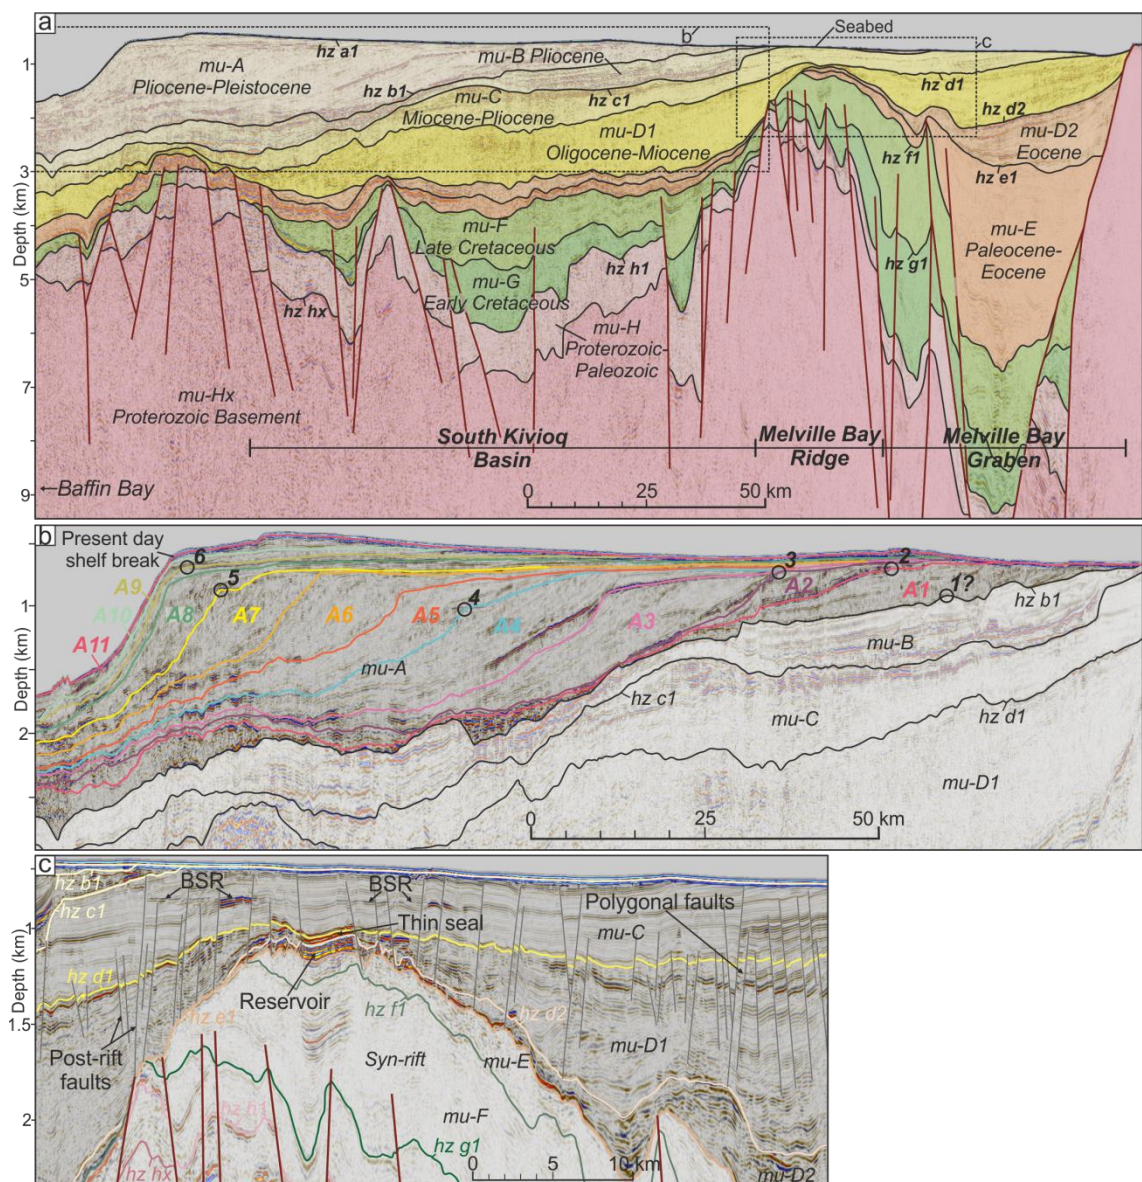 a
hz a1
mu-B Pliocene
b
Seabed
c
mu-A
Pliocene-Pleistocene
hz b1
hz c1
hz d1
mu-C
Miocene-Pliocene
hz d2
mu-D1
Oligocene-Miocene
mu-D2
Eocene
hz f1
hz e1
mu-F
Late Cretaceous
mu-E
Paleocene-
Eocene
hz g1
hz h1
mu-G
Early Cretaceous
hz hx
mu-H
Proterozoic-
Paleozoic
mu-Hx
Proterozoic Basement
South Kivioq
Basin
Melville Bay
Ridge
Melville Bay
Graben
←Baffin Bay
0 25 50 km
Depth (km)
1
3
5
7
9
b
Present day
shelf break
6
5
4
3
2
1?
A9
A10
A8
A7
A6
A5
A4
A3
A2
A1
A11
hz b1
mu-B
mu-A
hz c1
mu-C
hz d1
mu-D1
0 25 50 km
Depth (km)
1
2
c
hz b1
hz c1
BSR
BSR
Polygonal faults
Thin seal
mu-C
hz d1
Reservoir
hz e1
hz f1
hz d2
Post-rift
faults
Syn-rift
mu-E
mu-D1
hz h1
mu-F
hz g1
hz hx
0 5 10 km
mu-D2
Depth (km)
1
1.5
2